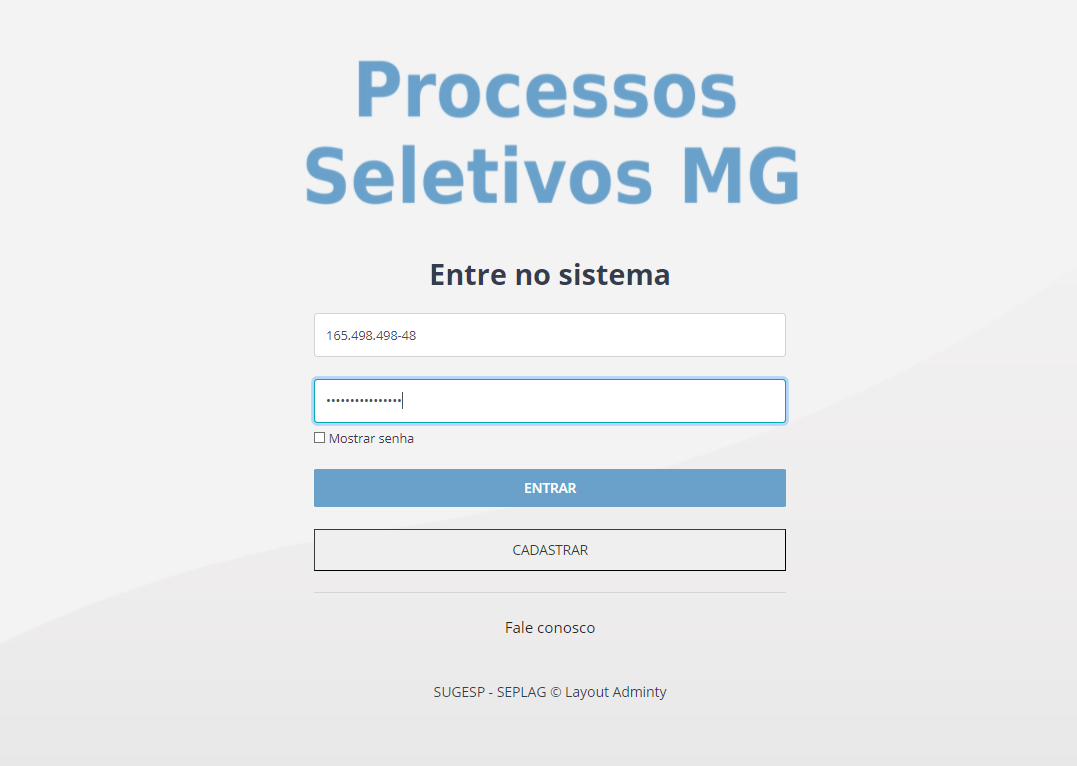 Processos
Seletivos MG
Entre no sistema
165.498.498-48
••••••••••••••••
Mostrar senha
ENTRAR
CADASTRAR
Fale conosco
SUGESP - SEPLAG © Layout Adminty